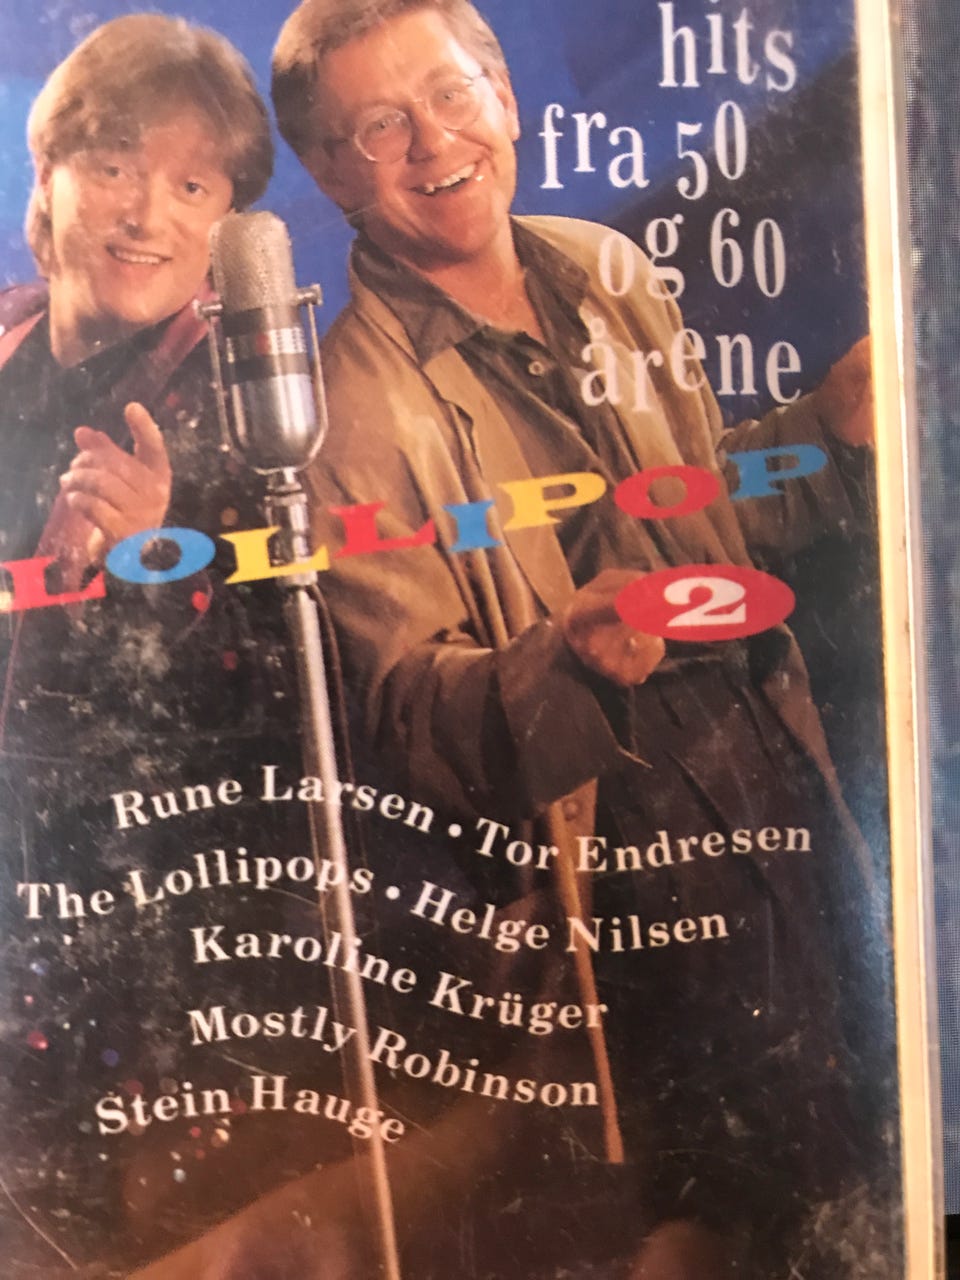 hits
fra 50
og 60
årene
LOLLIPOP
2
Rune Larsen • Tor Endresen
The Lollipops • Helge Nilsen
Karoline Krüger
Mostly Robinson
Stein Hauge